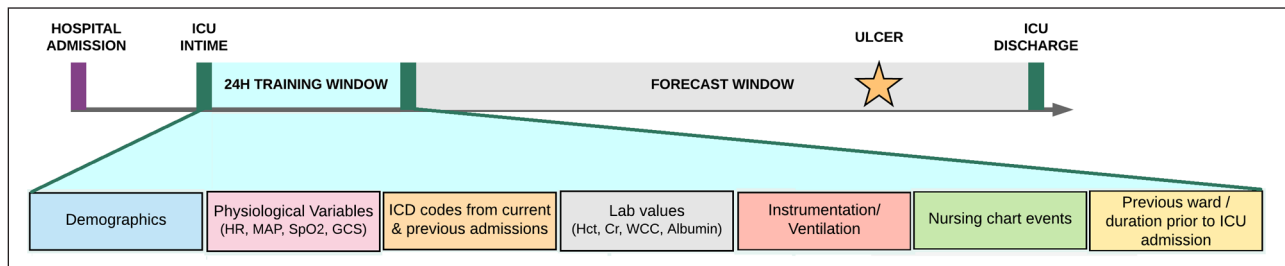 HOSPITAL
ADMISSION
ICU
INTIME
ULCER
ICU
DISCHARGE
24H TRAINING WINDOW
FORECAST WINDOW
Demographics
Physiological Variables
(HR, MAP, SpO2, GCS)
ICD codes from current
& previous admissions
Lab values
(Hct, Cr, WCC, Albumin)
Instrumentation/
Ventilation
Nursing chart events
Previous ward /
duration prior to ICU
admission